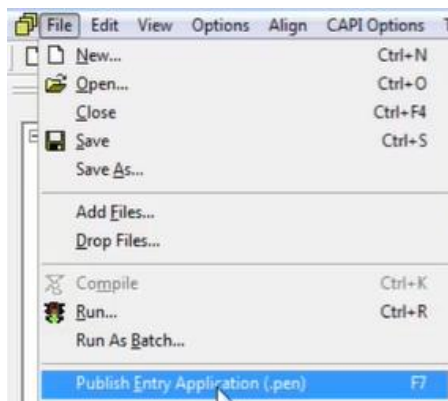 File Edit View Options Align CAPI Options
New... Ctrl+N
Open... Ctrl+O
Close Ctrl+F4
Save Ctrl+S
Save As...
Add Files...
Drop Files...
Compile Ctrl+K
Run... Ctrl+R
Run As Batch...
Publish Entry Application (.pen) F7